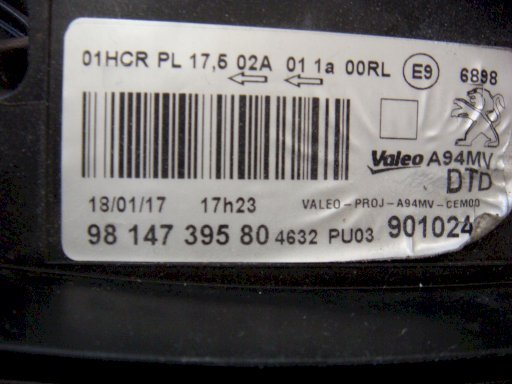 01HCR PL 17,5 02A 01 1a 00RL E9 6898
Valeo A94MV
DTD
18/01/17 17h23 VALEO-PROJ-A94MV-CEM00
98 147 395 80 4632 PU03 901024